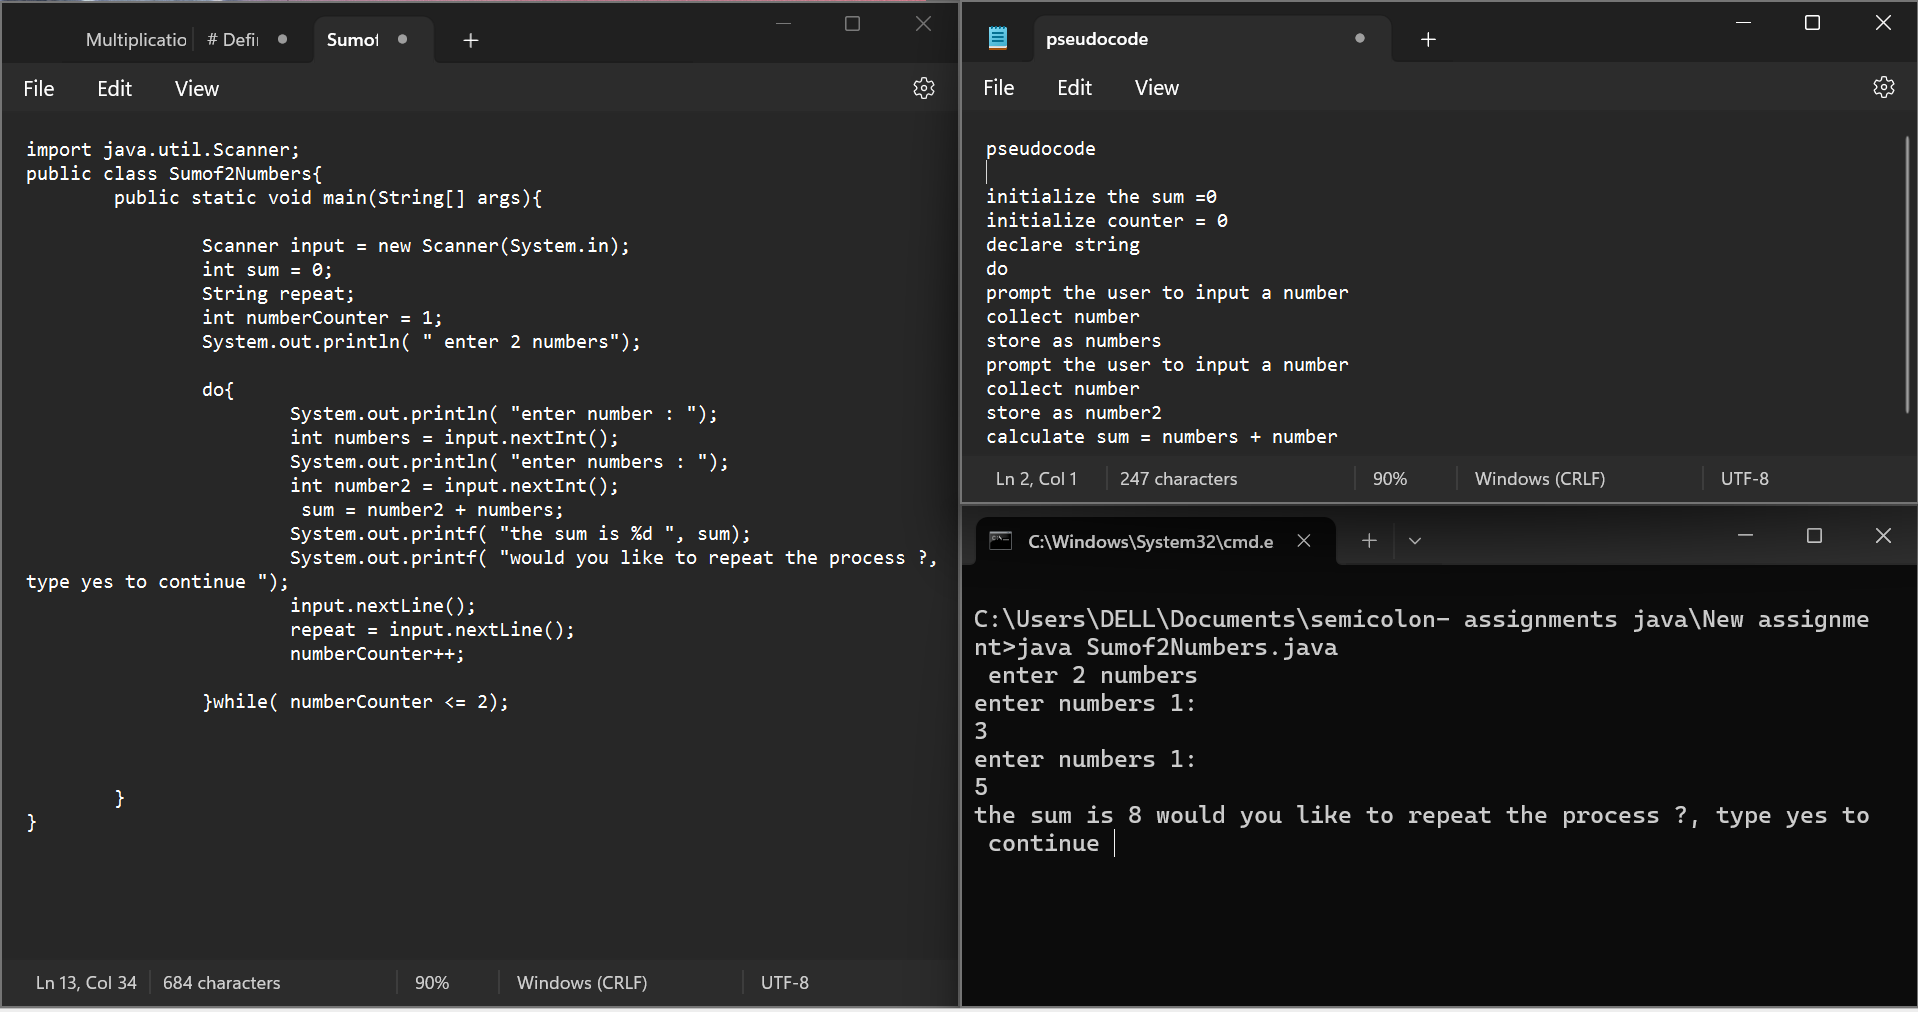 Multiplicatio
# Defi
Sumof
File Edit View
import java.util.Scanner;
public class Sumof2Numbers{
public static void main(String[] args){
Scanner input = new Scanner(System.in);
int sum = 0;
String repeat;
int numberCounter = 1;
System.out.println( " enter 2 numbers");
do{
System.out.println( "enter number : ");
int numbers = input.nextInt();
System.out.println( "enter numbers : ");
int number2 = input.nextInt();
sum = number2 + numbers;
System.out.printf( "the sum is %d ", sum);
System.out.printf( "would you like to repeat the process ?,
type yes to continue ");
input.nextLine();
repeat = input.nextLine();
numberCounter++;
}while( numberCounter <= 2);
}
}
Ln 13, Col 34 684 characters 90% Windows (CRLF) UTF-8
pseudocode
File Edit View
pseudocode
initialize the sum =0
initialize counter = 0
declare string
do
prompt the user to input a number
collect number
store as numbers
prompt the user to input a number
collect number
store as number2
calculate sum = numbers + number
Ln 2, Col 1 247 characters 90% Windows (CRLF) UTF-8
C:\Windows\System32\cmd.e
C:\Users\DELL\Documents\semicolon- assignments java\New assignme
nt>java Sumof2Numbers.java
enter 2 numbers
enter numbers 1:
3
enter numbers 1:
5
the sum is 8 would you like to repeat the process ?, type yes to
continue